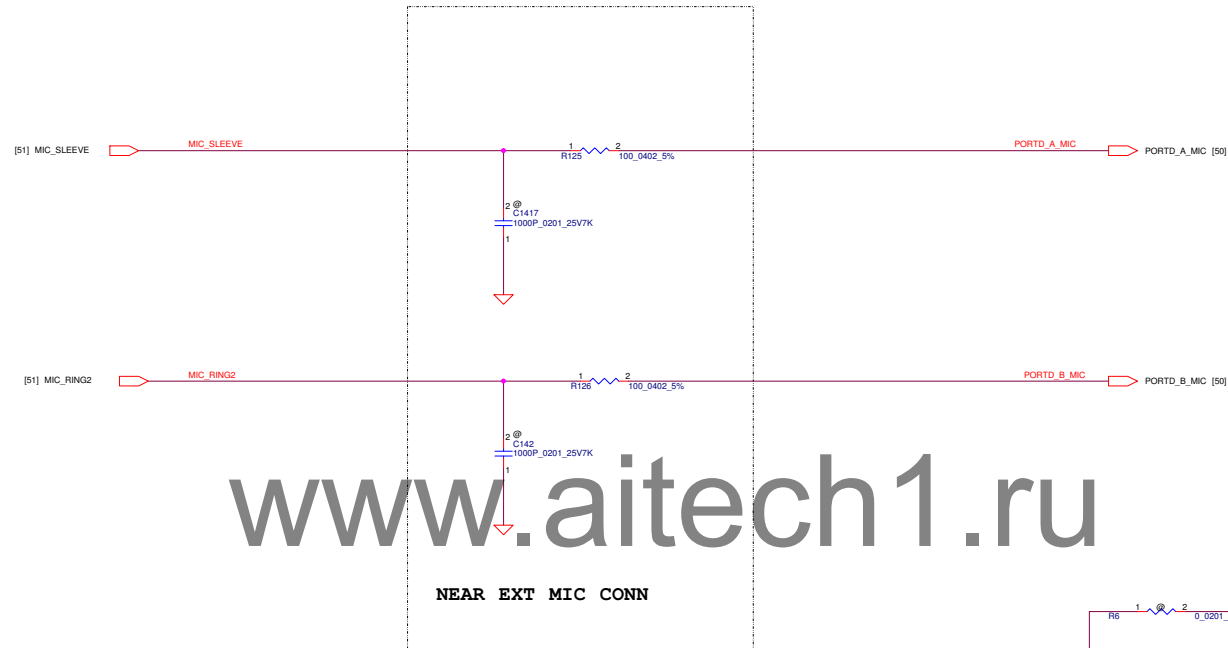 [51] MIC_SLEEVE
MIC_SLEEVE
1
2
R125
100_0402_5%
PORTD_A_MIC
PORTD_A_MIC [50]
2
@
C1417
1000P_0201_25V7K
1
[51] MIC_RING2
MIC_RING2
1
2
R126
100_0402_5%
PORTD_B_MIC
PORTD_B_MIC [50]
2
@
C142
1000P_0201_25V7K
1
www.aitech1.ru
NEAR EXT MIC CONN
1
@
2
R6
0_0201_